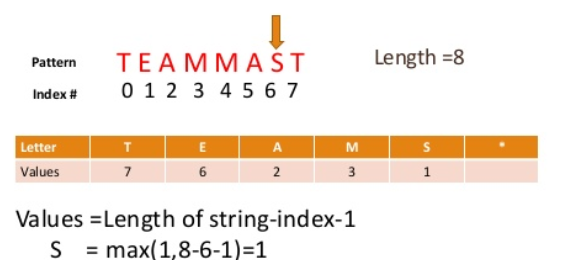 Pattern T E A M M A S T Length =8
Index # 0 1 2 3 4 5 6 7
Letter T E A M S *
Values 7 6 2 3 1
Values =Length of string-index-1
S = max(1,8-6-1)=1